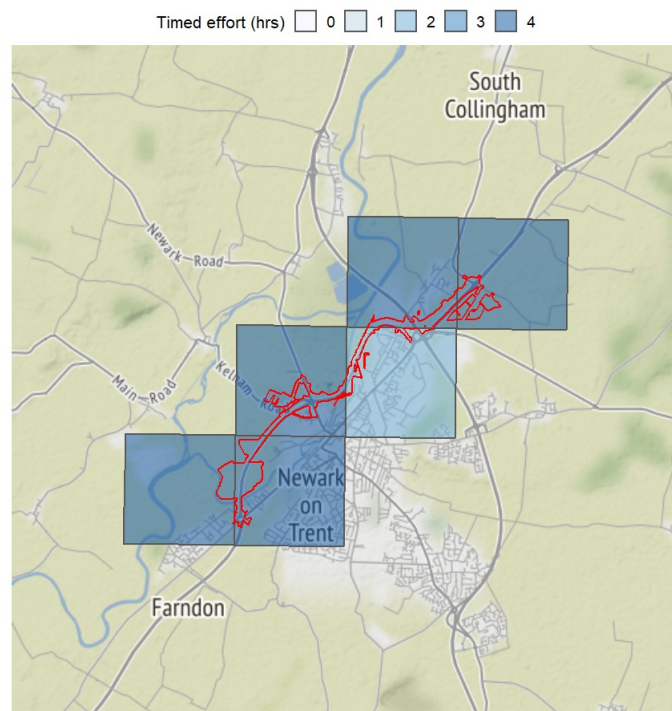 Timed effort (hrs) 0 1 2 3 4
South
Collingham
Newark Road
Kelham Road
Main Road
Newark
on
Trent
Farndon